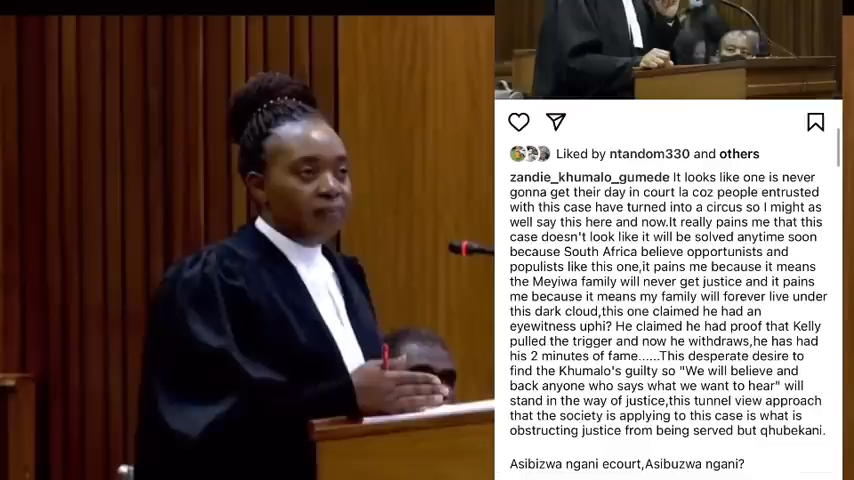 Liked by ntandom330 and others
zandie_khumalo_gumede It looks like one is never
gonna get their day in court la coz people entrusted
with this case have turned into a circus so I might as
well say this here and now.It really pains me that this
case doesn't look like it will be solved anytime soon
because South Africa believe opportunists and
populists like this one,it pains me because it means
the Meyiwa family will never get justice and it pains
me because it means my family will forever live under
this dark cloud,this one claimed he had an
eyewitness uphi? He claimed he had proof that Kelly
pulled the trigger and now he withdraws,he has had
his 2 minutes of fame......This desperate desire to
find the Khumalo's guilty so "We will believe and
back anyone who says what we want to hear" will
stand in the way of justice,this tunnel view approach
that the society is applying to this case is what is
obstructing justice from being served but qhubekani.
Asibizwa ngani ecourt,Asibuzwa ngani?